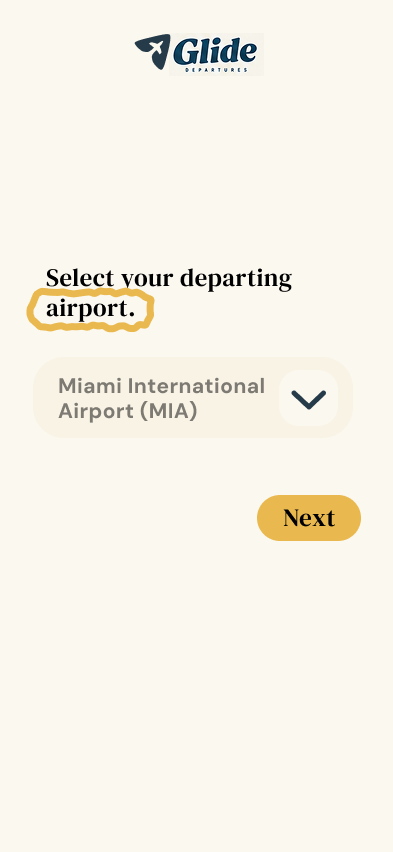 Glide
DEPARTURES
Select your departing
airport.
Miami International
Airport (MIA)
Next